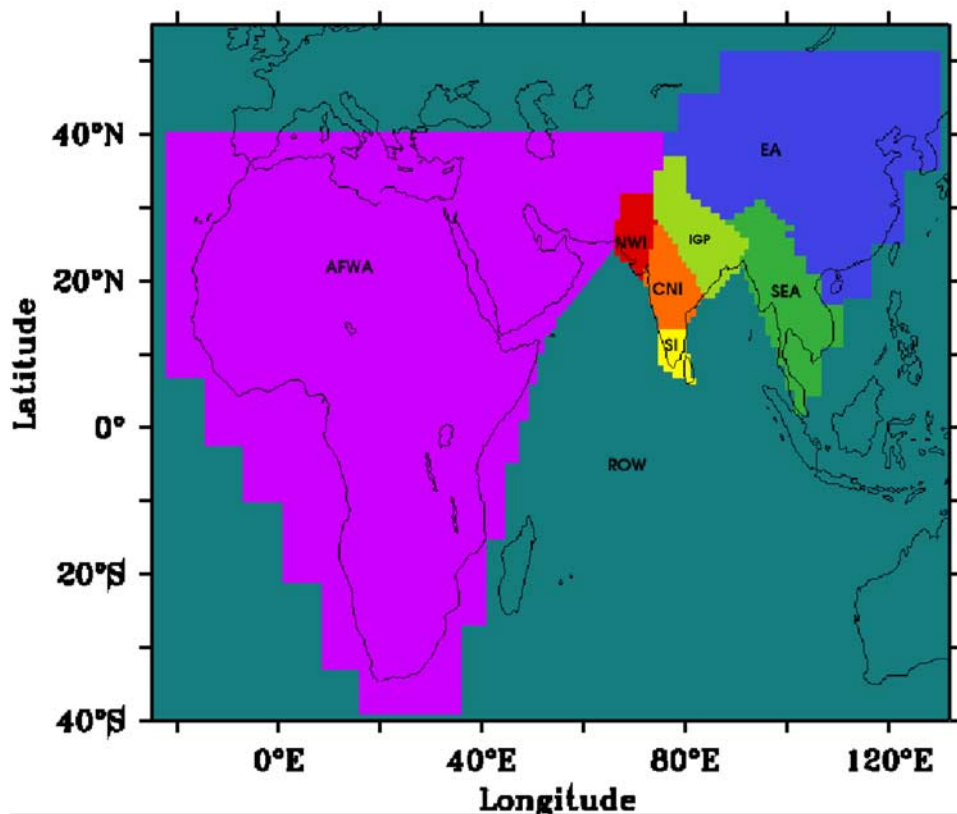 40°N
EA
NWI
IGP
AFWA
20°N
CNI
SEA
SI
Latitude
0°
ROW
20°S
40°S
0°E
40°E
80°E
120°E
Longitude